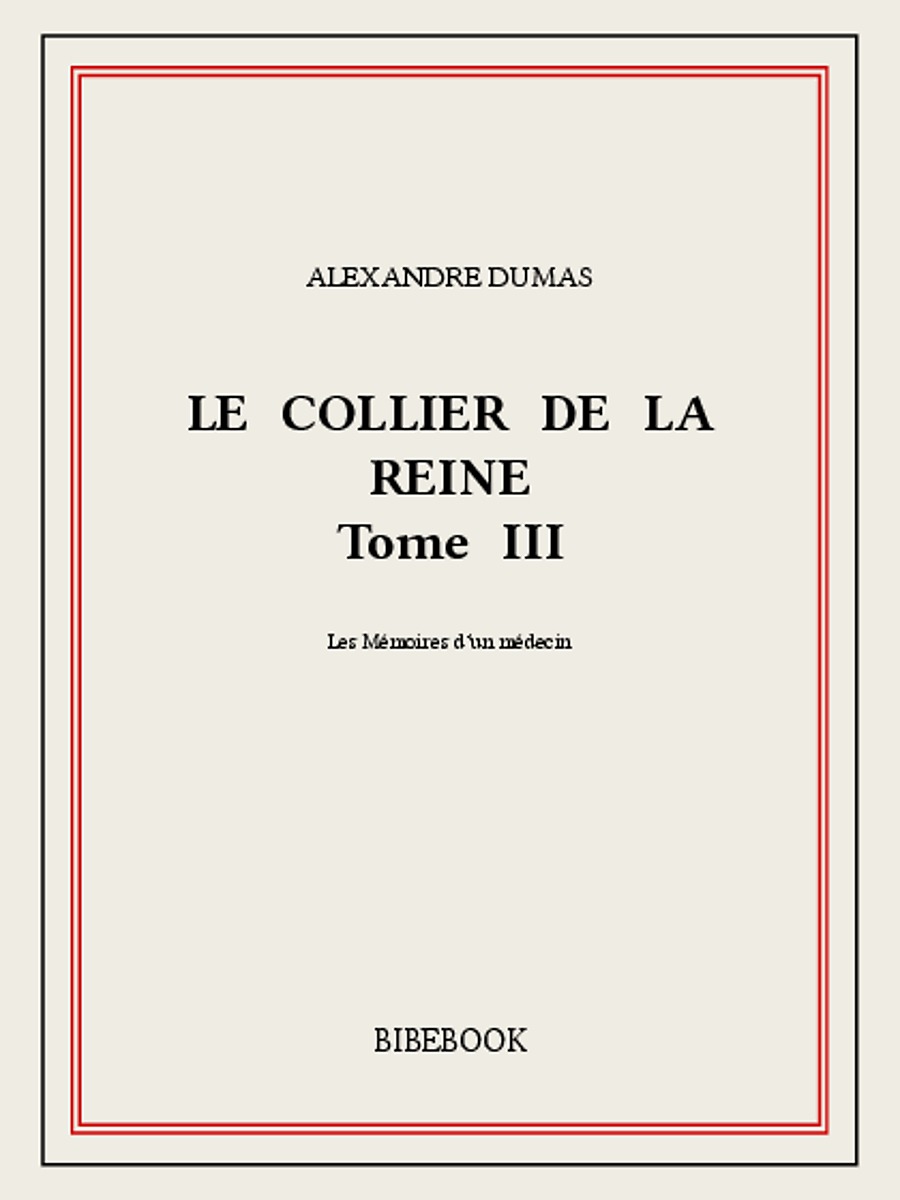 ALEXANDRE DUMAS
LE COLLIER DE LA
REINE
Tome III
Les Mémoires d'un médecin
BIBEBOOK